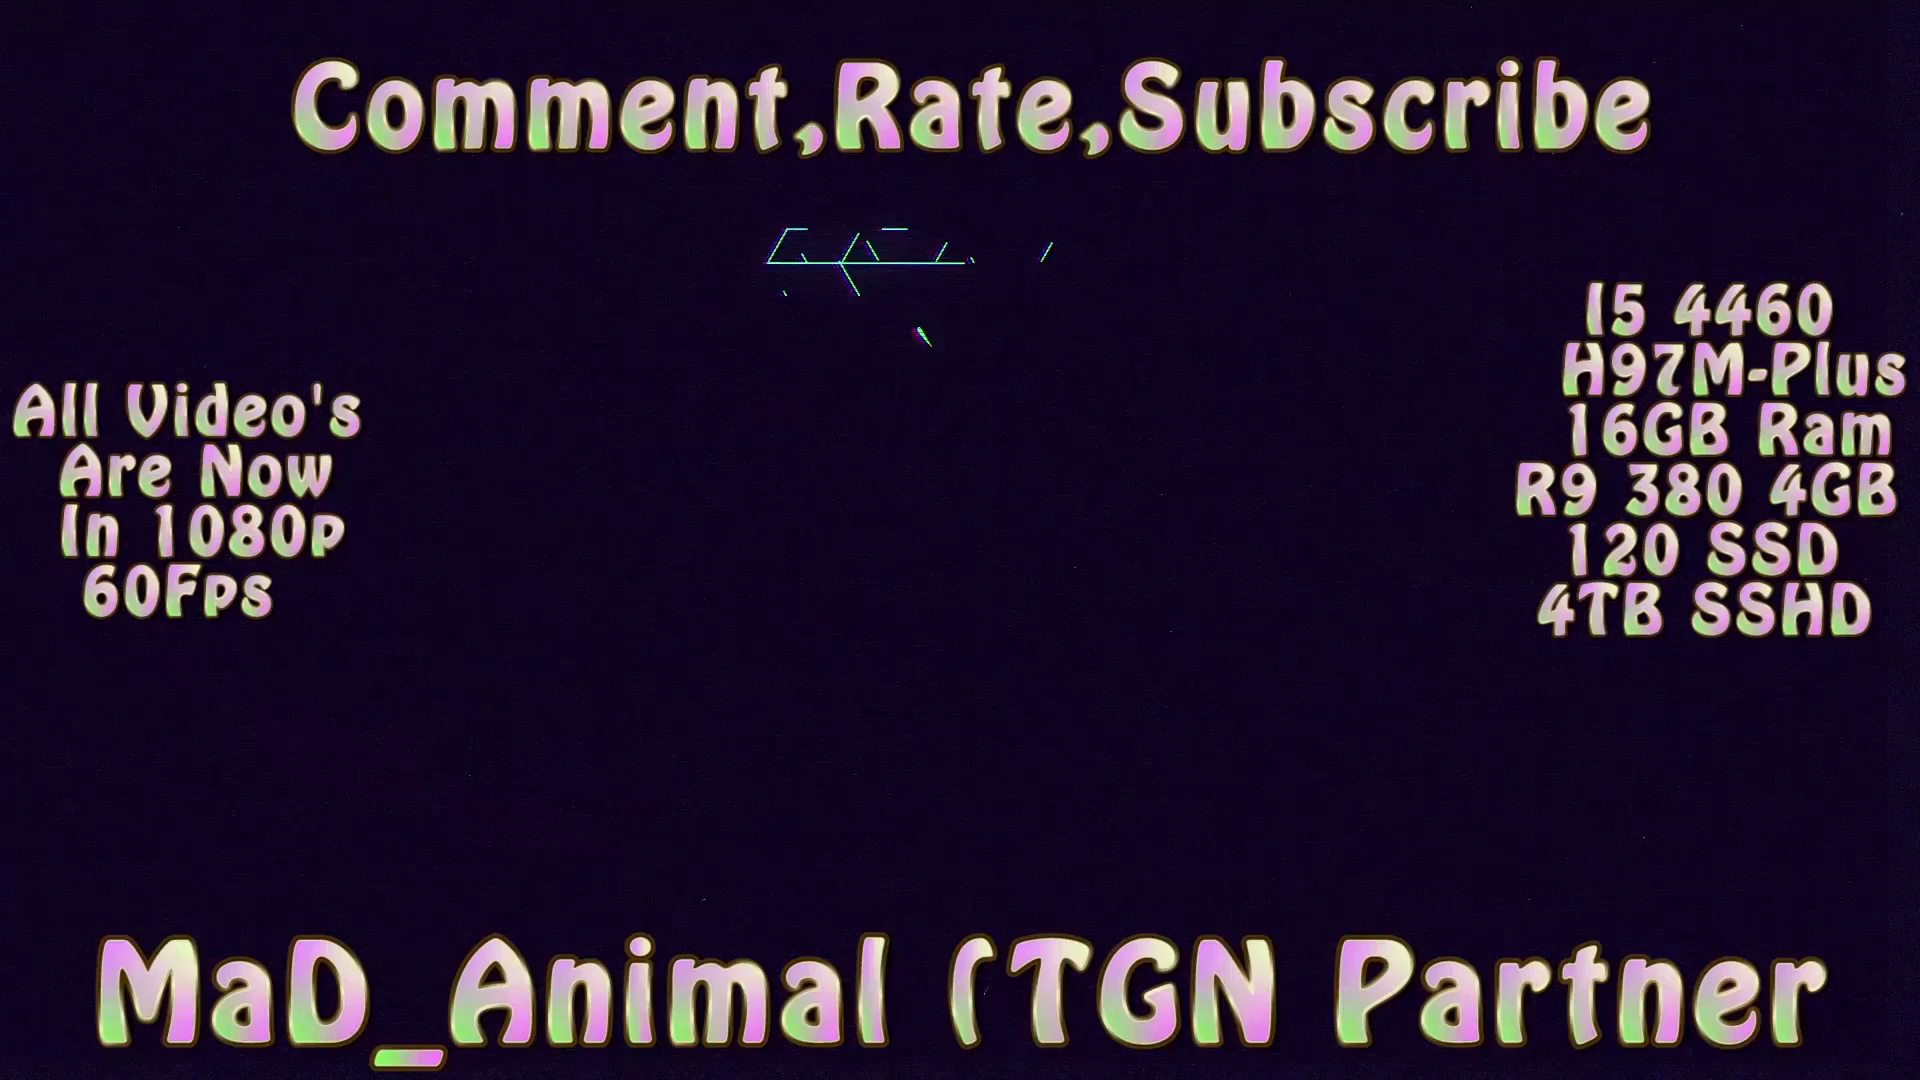 Comment,Rate,Subscribe
All Video's
Are Now
In 1080p
60Fps
I5 4460
H97M-Plus
16GB Ram
R9 380 4GB
120 SSD
4TB SSHD
MaD_Animal (TGN Partner